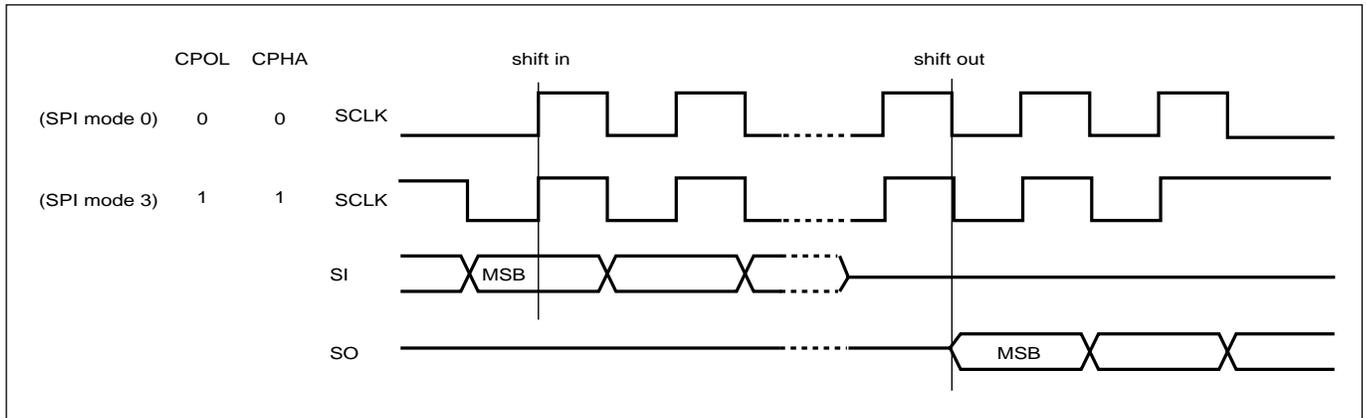 CPOL CPHA shift in shift out
(SPI mode 0) 0 0 SCLK
(SPI mode 3) 1 1 SCLK
SI MSB
SO MSB